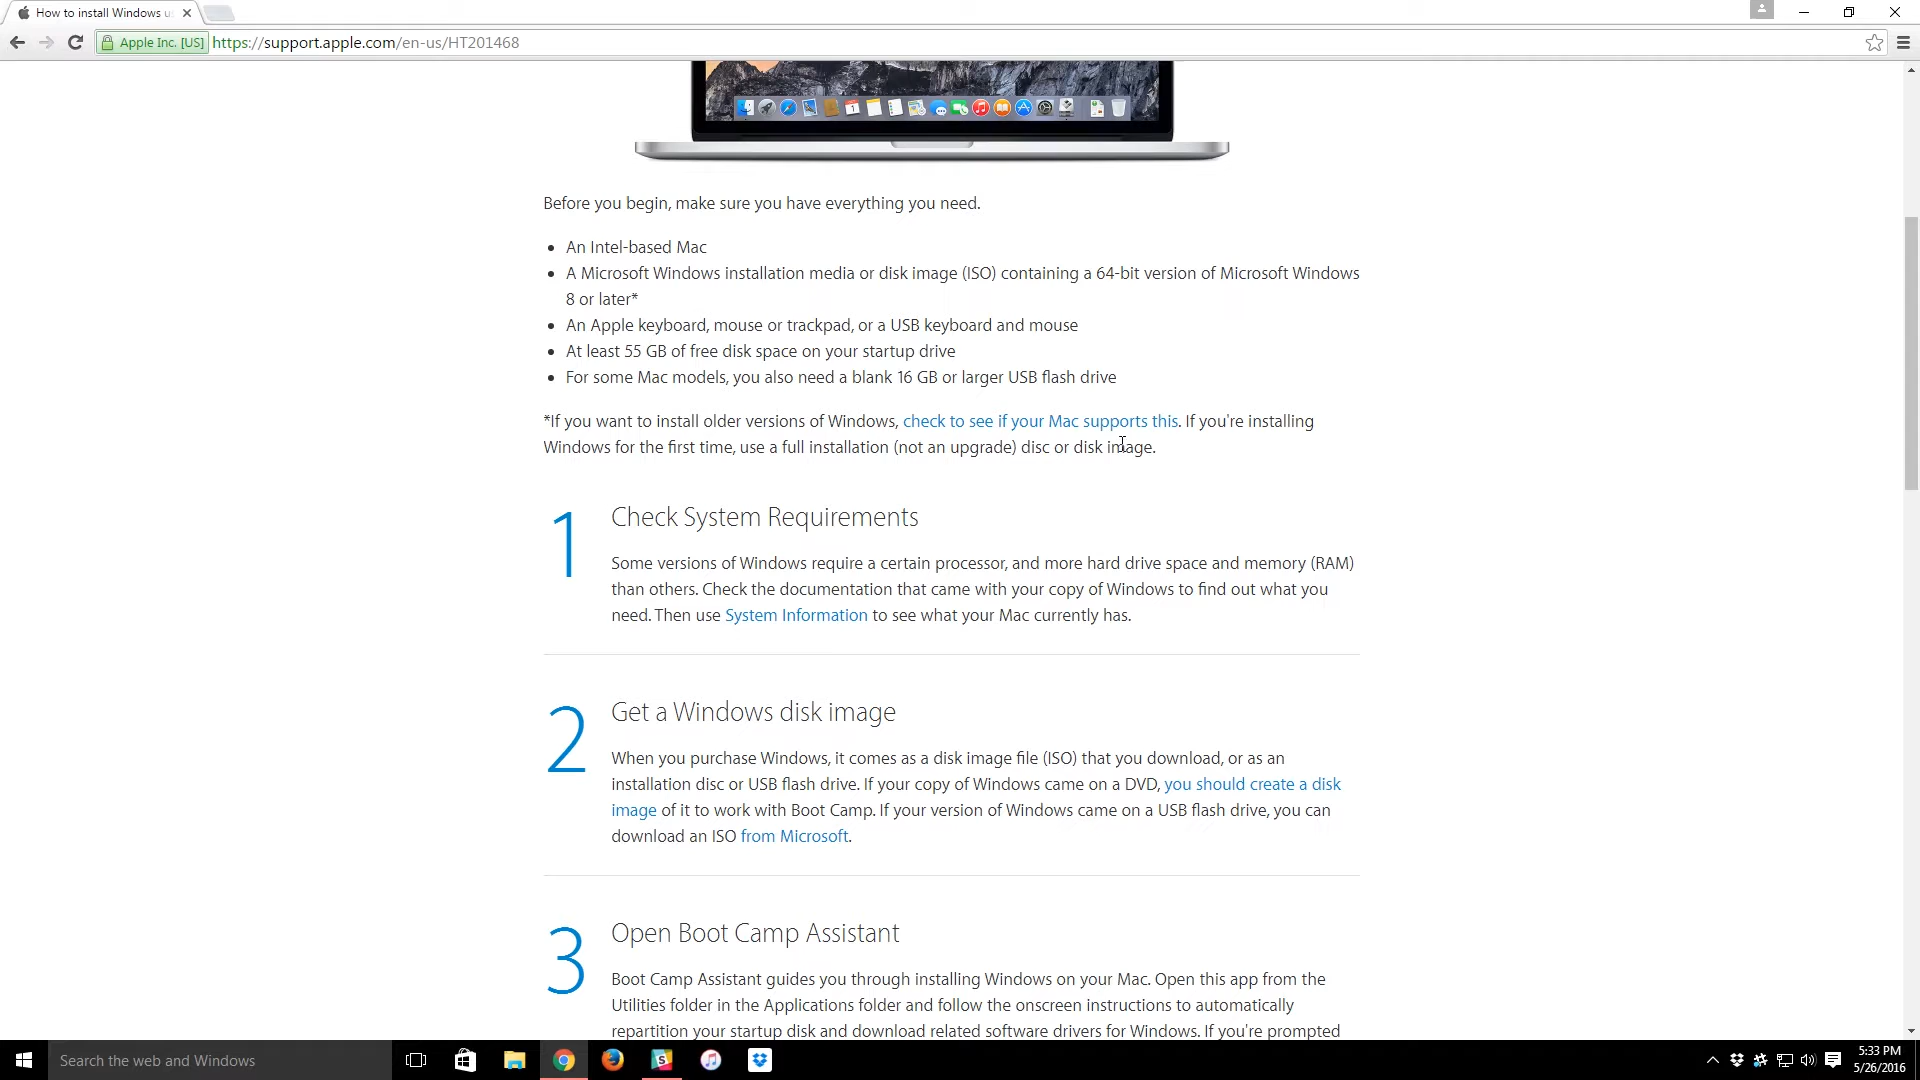 How to install Windows u
Apple Inc. [US] https://support.apple.com/en-us/HT201468
Before you begin, make sure you have everything you need.
• An Intel-based Mac
• A Microsoft Windows installation media or disk image (ISO) containing a 64-bit version of Microsoft Windows
8 or later*
• An Apple keyboard, mouse or trackpad, or a USB keyboard and mouse
• At least 55 GB of free disk space on your startup drive
• For some Mac models, you also need a blank 16 GB or larger USB flash drive
*If you want to install older versions of Windows, check to see if your Mac supports this. If you're installing
Windows for the first time, use a full installation (not an upgrade) disc or disk image.
1 Check System Requirements
Some versions of Windows require a certain processor, and more hard drive space and memory (RAM)
than others. Check the documentation that came with your copy of Windows to find out what you
need. Then use System Information to see what your Mac currently has.
2 Get a Windows disk image
When you purchase Windows, it comes as a disk image file (ISO) that you download, or as an
installation disc or USB flash drive. If your copy of Windows came on a DVD, you should create a disk
image of it to work with Boot Camp. If your version of Windows came on a USB flash drive, you can
download an ISO from Microsoft.
3 Open Boot Camp Assistant
Boot Camp Assistant guides you through installing Windows on your Mac. Open this app from the
Utilities folder in the Applications folder and follow the onscreen instructions to automatically
repartition your startup disk and download related software drivers for Windows. If you're prompted
Search the web and Windows
5:33 PM
5/26/2016